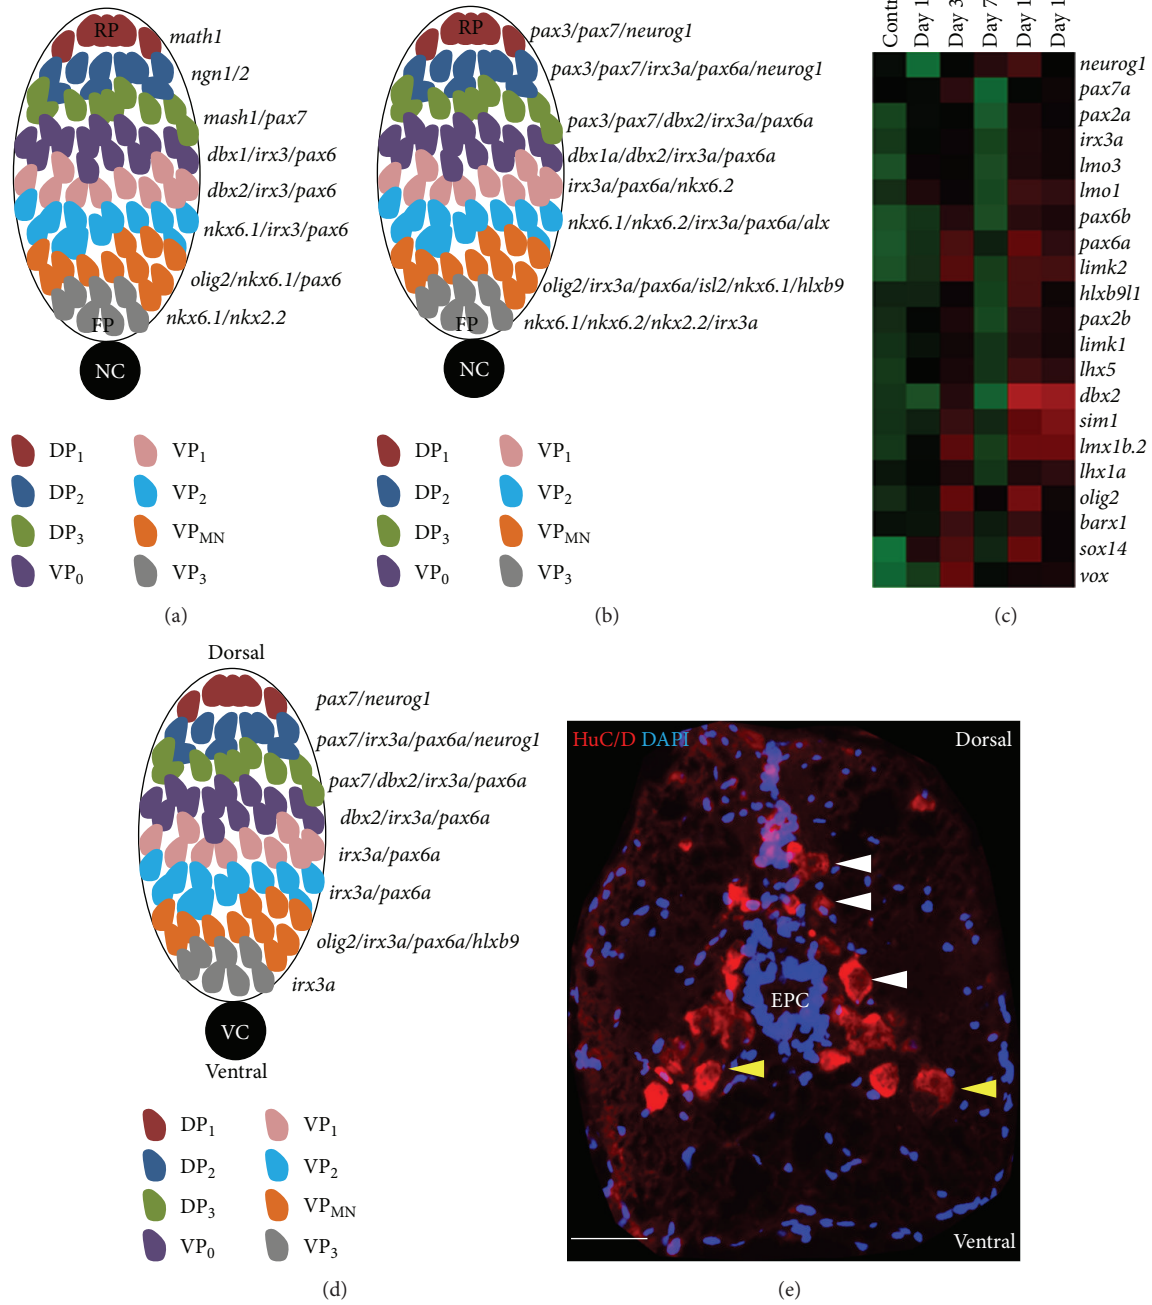 RP
math1
ngn1/2
mash1/pax7
dbx1/irx3/pax6
dbx2/irx3/pax6
nkx6.1/irx3/pax6
olig2/nkx6.1/pax6
nkx6.1/nkx2.2
FP
NC
DP1 VP1
DP2 VP2
DP3 VPMN
VP0 VP3
(a)
RP
pax3/pax7/neurog1
pax3/pax7/irx3a/pax6a/neurog1
pax3/pax7/dbx2/irx3a/pax6a
dbx1a/dbx2/irx3a/pax6a
irx3a/pax6a/nkx6.2
nkx6.1/nkx6.2/irx3a/pax6a/alx
olig2/irx3a/pax6a/isl2/nkx6.1/hlxb9
nkx6.1/nkx6.2/nkx2.2/irx3a
FP
NC
DP1 VP1
DP2 VP2
DP3 VPMN
VP0 VP3
(b)
Contr
Day 1
Day 3
Day 7
Day 1
Day 1
neurog1
pax7a
pax2a
irx3a
lmo3
lmo1
pax6b
pax6a
limk2
hlxb9l1
pax2b
limk1
lhx5
dbx2
sim1
lmx1b.2
lhx1a
olig2
barx1
sox14
vox
(c)
Dorsal
pax7/neurog1
pax7/irx3a/pax6a/neurog1
pax7/dbx2/irx3a/pax6a
dbx2/irx3a/pax6a
irx3a/pax6a
irx3a/pax6a
olig2/irx3a/pax6a/hlxb9
irx3a
VC
Ventral
DP1 VP1
DP2 VP2
DP3 VPMN
VP0 VP3
(d)
HuC/D DAPI
Dorsal
EPC
Ventral
(e)